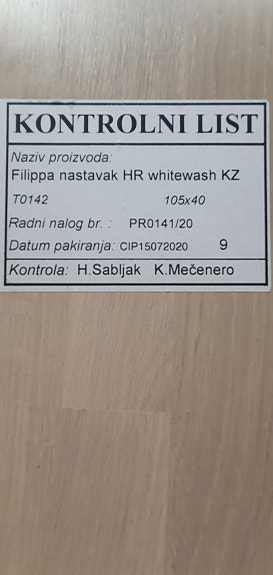 KONTROLNI LIST
Naziv proizvoda:
Filippa nastavak HR whitewash KZ
T0142 105x40
Radni nalog br. : PR0141/20
Datum pakiranja: CIP15072020 9
Kontrola: H.Sabljak K.Mečenero